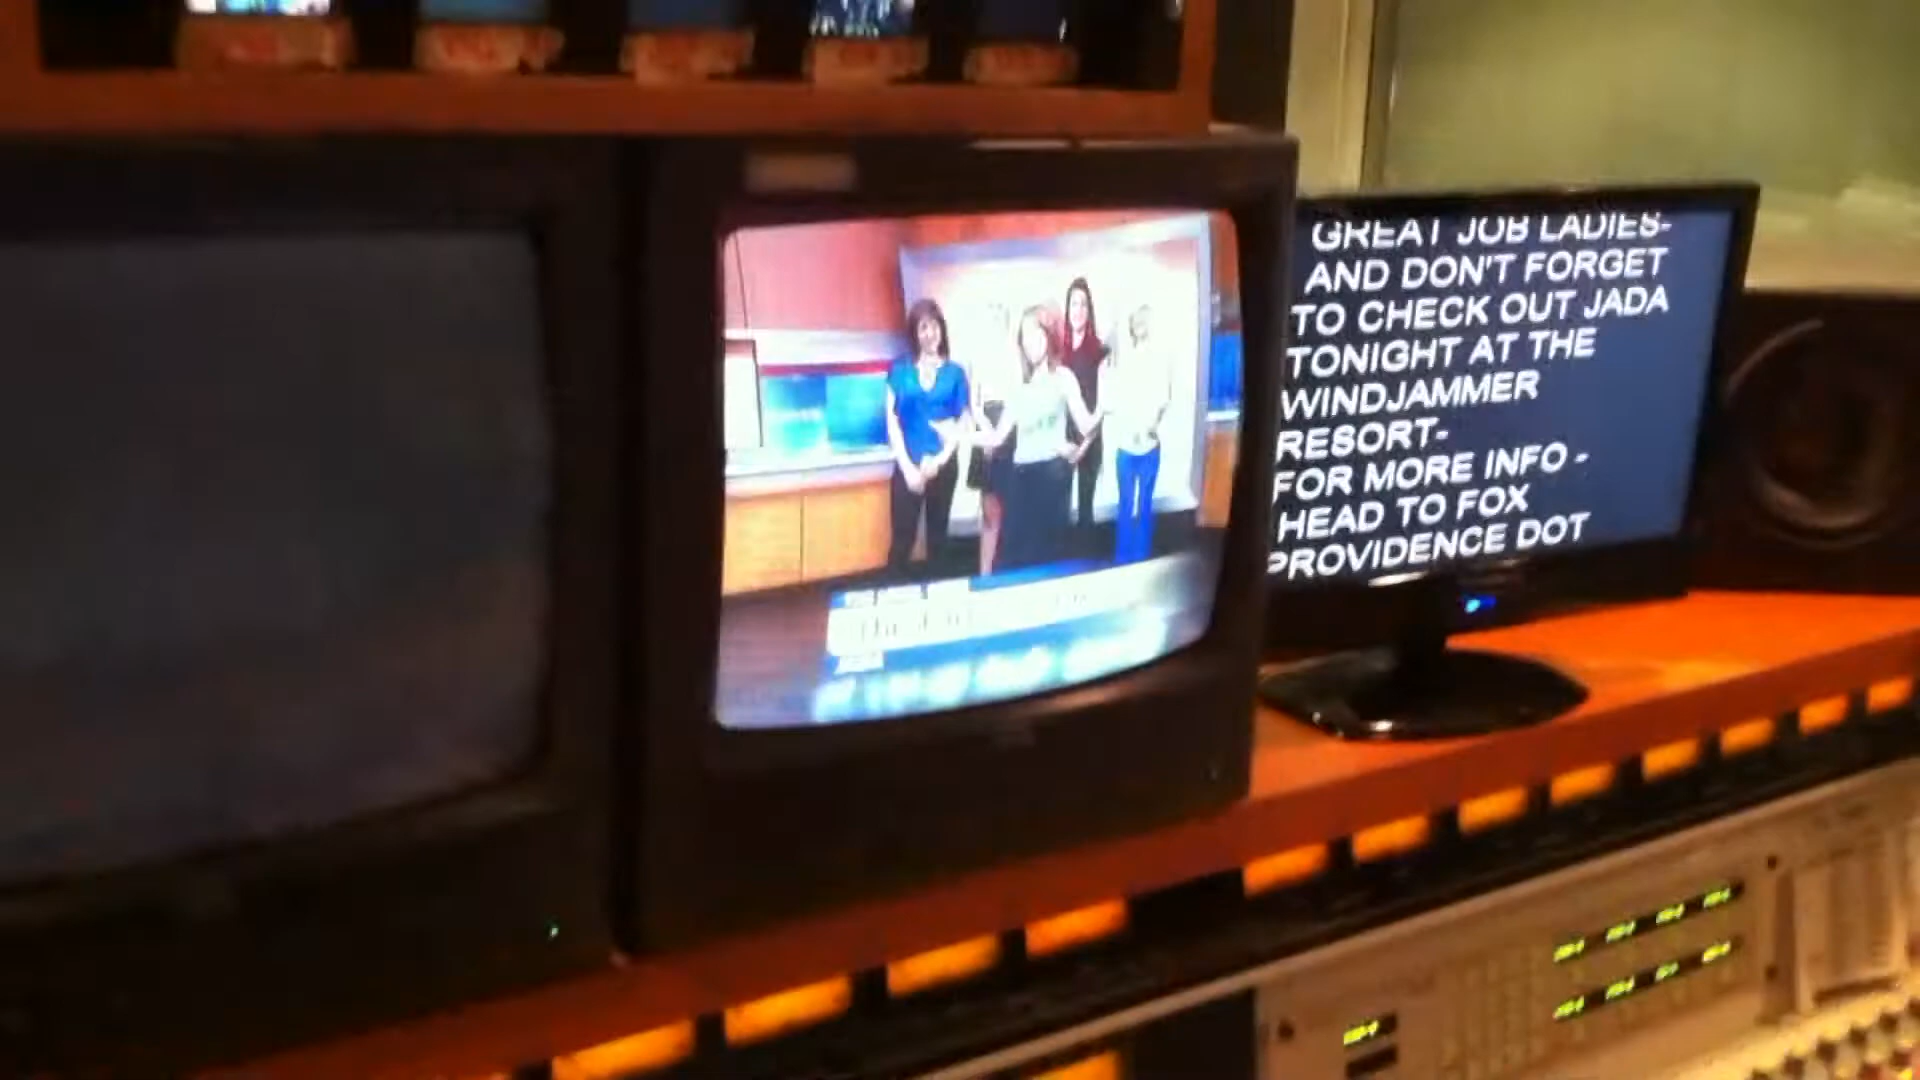 GREAT JOB LADIES-
AND DON'T FORGET
TO CHECK OUT JADA
TONIGHT AT THE
WINDJAMMER
RESORT-
FOR MORE INFO -
HEAD TO FOX
PROVIDENCE DOT